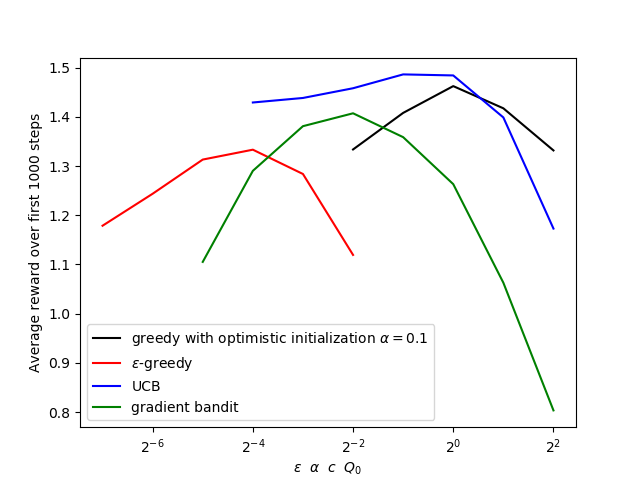 1.5
1.4
1.3
1.2
1.1
1.0
0.9
0.8
Average reward over first 1000 steps
greedy with optimistic initialization α = 0.1
ε-greedy
UCB
gradient bandit
2⁻⁶ 2⁻⁴ 2⁻² 2⁰ 2²
ε α c Q₀